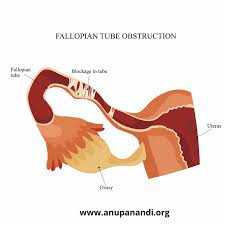 FALLOPIAN TUBE OBSTRUCTION
Fallopian
tube
Blockage in tube
Uterus
Ovary
www.anupanandi.org